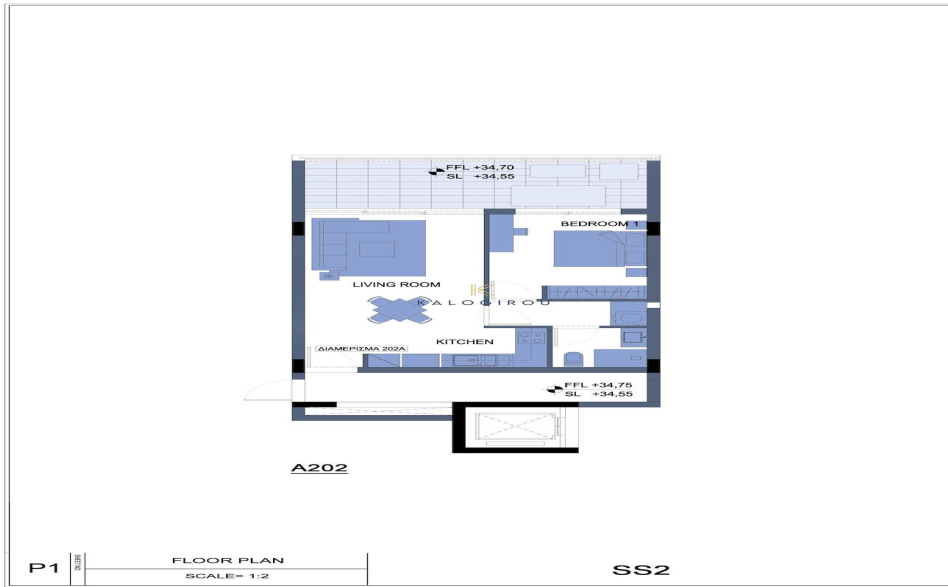 FFL +34,70
SL +34,55
BEDROOM 1
LIVING ROOM
KALOGIROU
KITCHEN
ΔΙΑΜΕΡΙΣΜΑ 202Α
FFL +34,75
SL +34,55
A202
P1
FLOOR PLAN
SCALE= 1:2
SS2